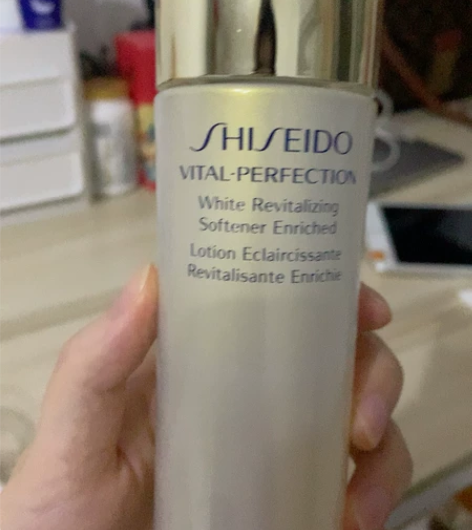 SHISEIDO
VITAL-PERFECTION
White Revitalizing
Softener Enriched
Lotion Eclaircissante
Revitalisante Enrichie